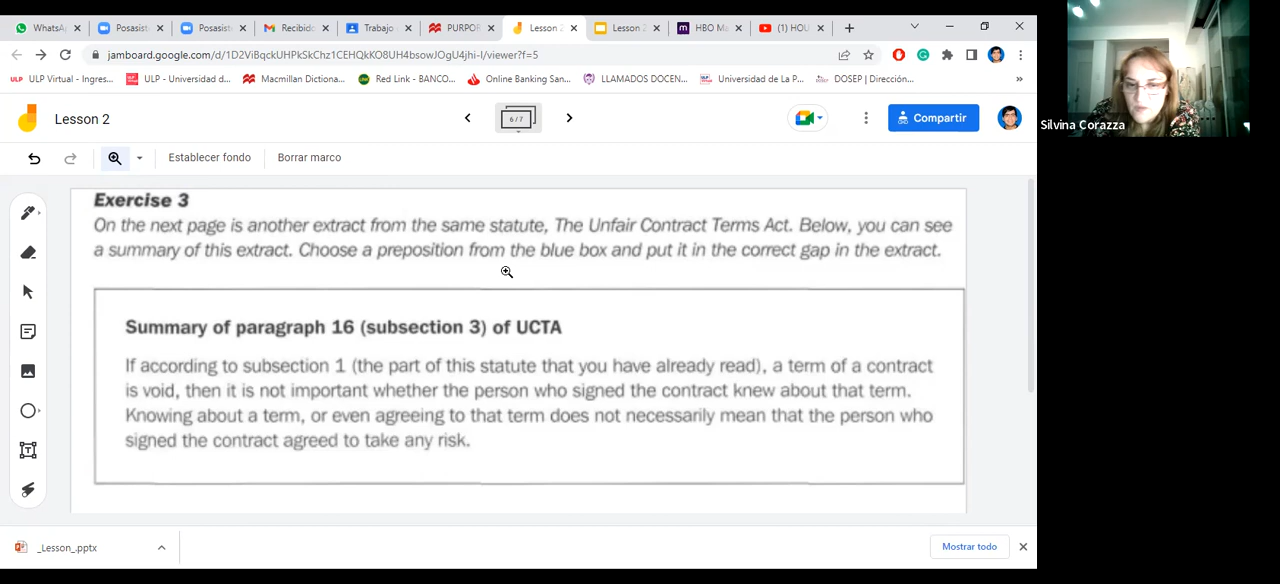 WhatsA
Posasist
Posasist
Recibido
Trabajo
PURPOR
Lesson 2
Lesson 2
HBO Ma
(1) HOU
jamboard.google.com/d/1D2ViBqckUHPkSkChz1CEHQkKO8UH4bsowJOgU4jhi-I/viewer?f=5
ULP Virtual - Ingres...
ULP - Universidad d...
Macmillan Dictiona...
Red Link - BANCO...
Online Banking San...
LLAMADOS DOCEN...
Universidad de La P...
DOSEP | Dirección...
»
Lesson 2
6 / 7
Compartir
Establecer fondo
Borrar marco
Silvina Corazza
Exercise 3
On the next page is another extract from the same statute, The Unfair Contract Terms Act. Below, you can see
a summary of this extract. Choose a preposition from the blue box and put it in the correct gap in the extract.
Summary of paragraph 16 (subsection 3) of UCTA
If according to subsection 1 (the part of this statute that you have already read), a term of a contract
is void, then it is not important whether the person who signed the contract knew about that term.
Knowing about a term, or even agreeing to that term does not necessarily mean that the person who
signed the contract agreed to take any risk.
_Lesson_.pptx
Mostrar todo